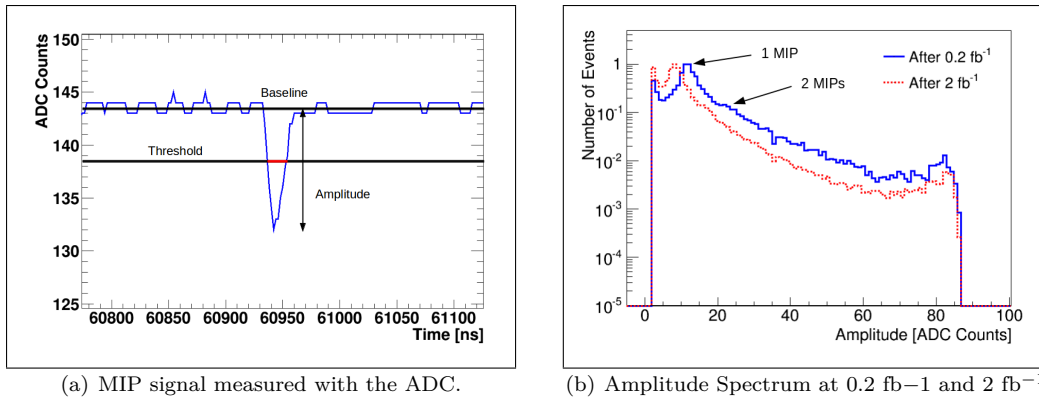 ADC Counts
150
145
140
135
130
125
Baseline
Threshold
Amplitude
60800 60850 60900 60950 61000 61050 61100
Time [ns]
(a) MIP signal measured with the ADC.
Number of Events
1
10⁻¹
10⁻²
10⁻³
10⁻⁴
10⁻⁵
1 MIP
2 MIPs
After 0.2 fb⁻¹
After 2 fb⁻¹
0 20 40 60 80 100
Amplitude [ADC Counts]
(b) Amplitude Spectrum at 0.2 fb−1 and 2 fb⁻¹